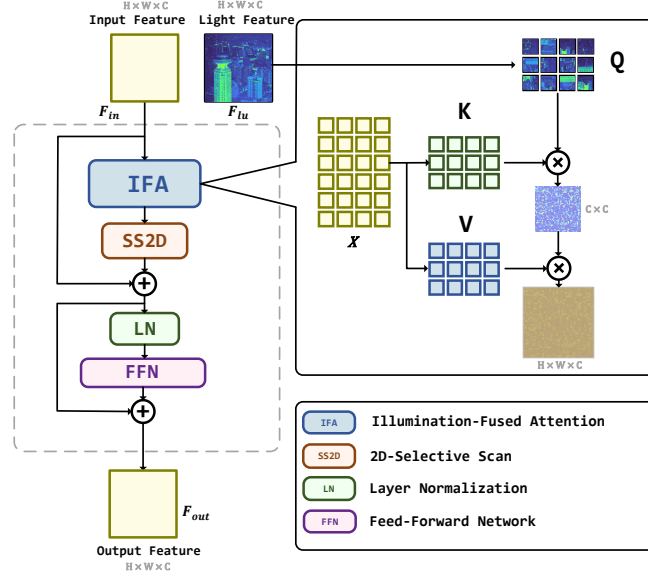 H×W×C
Input Feature
F_in
H×W×C
Light Feature
F_lu
IFA
SS2D
LN
FFN
F_out
Output Feature
H×W×C
Q
K
V
X
C×C
H×W×C
IFA Illumination-Fused Attention
SS2D 2D-Selective Scan
LN Layer Normalization
FFN Feed-Forward Network